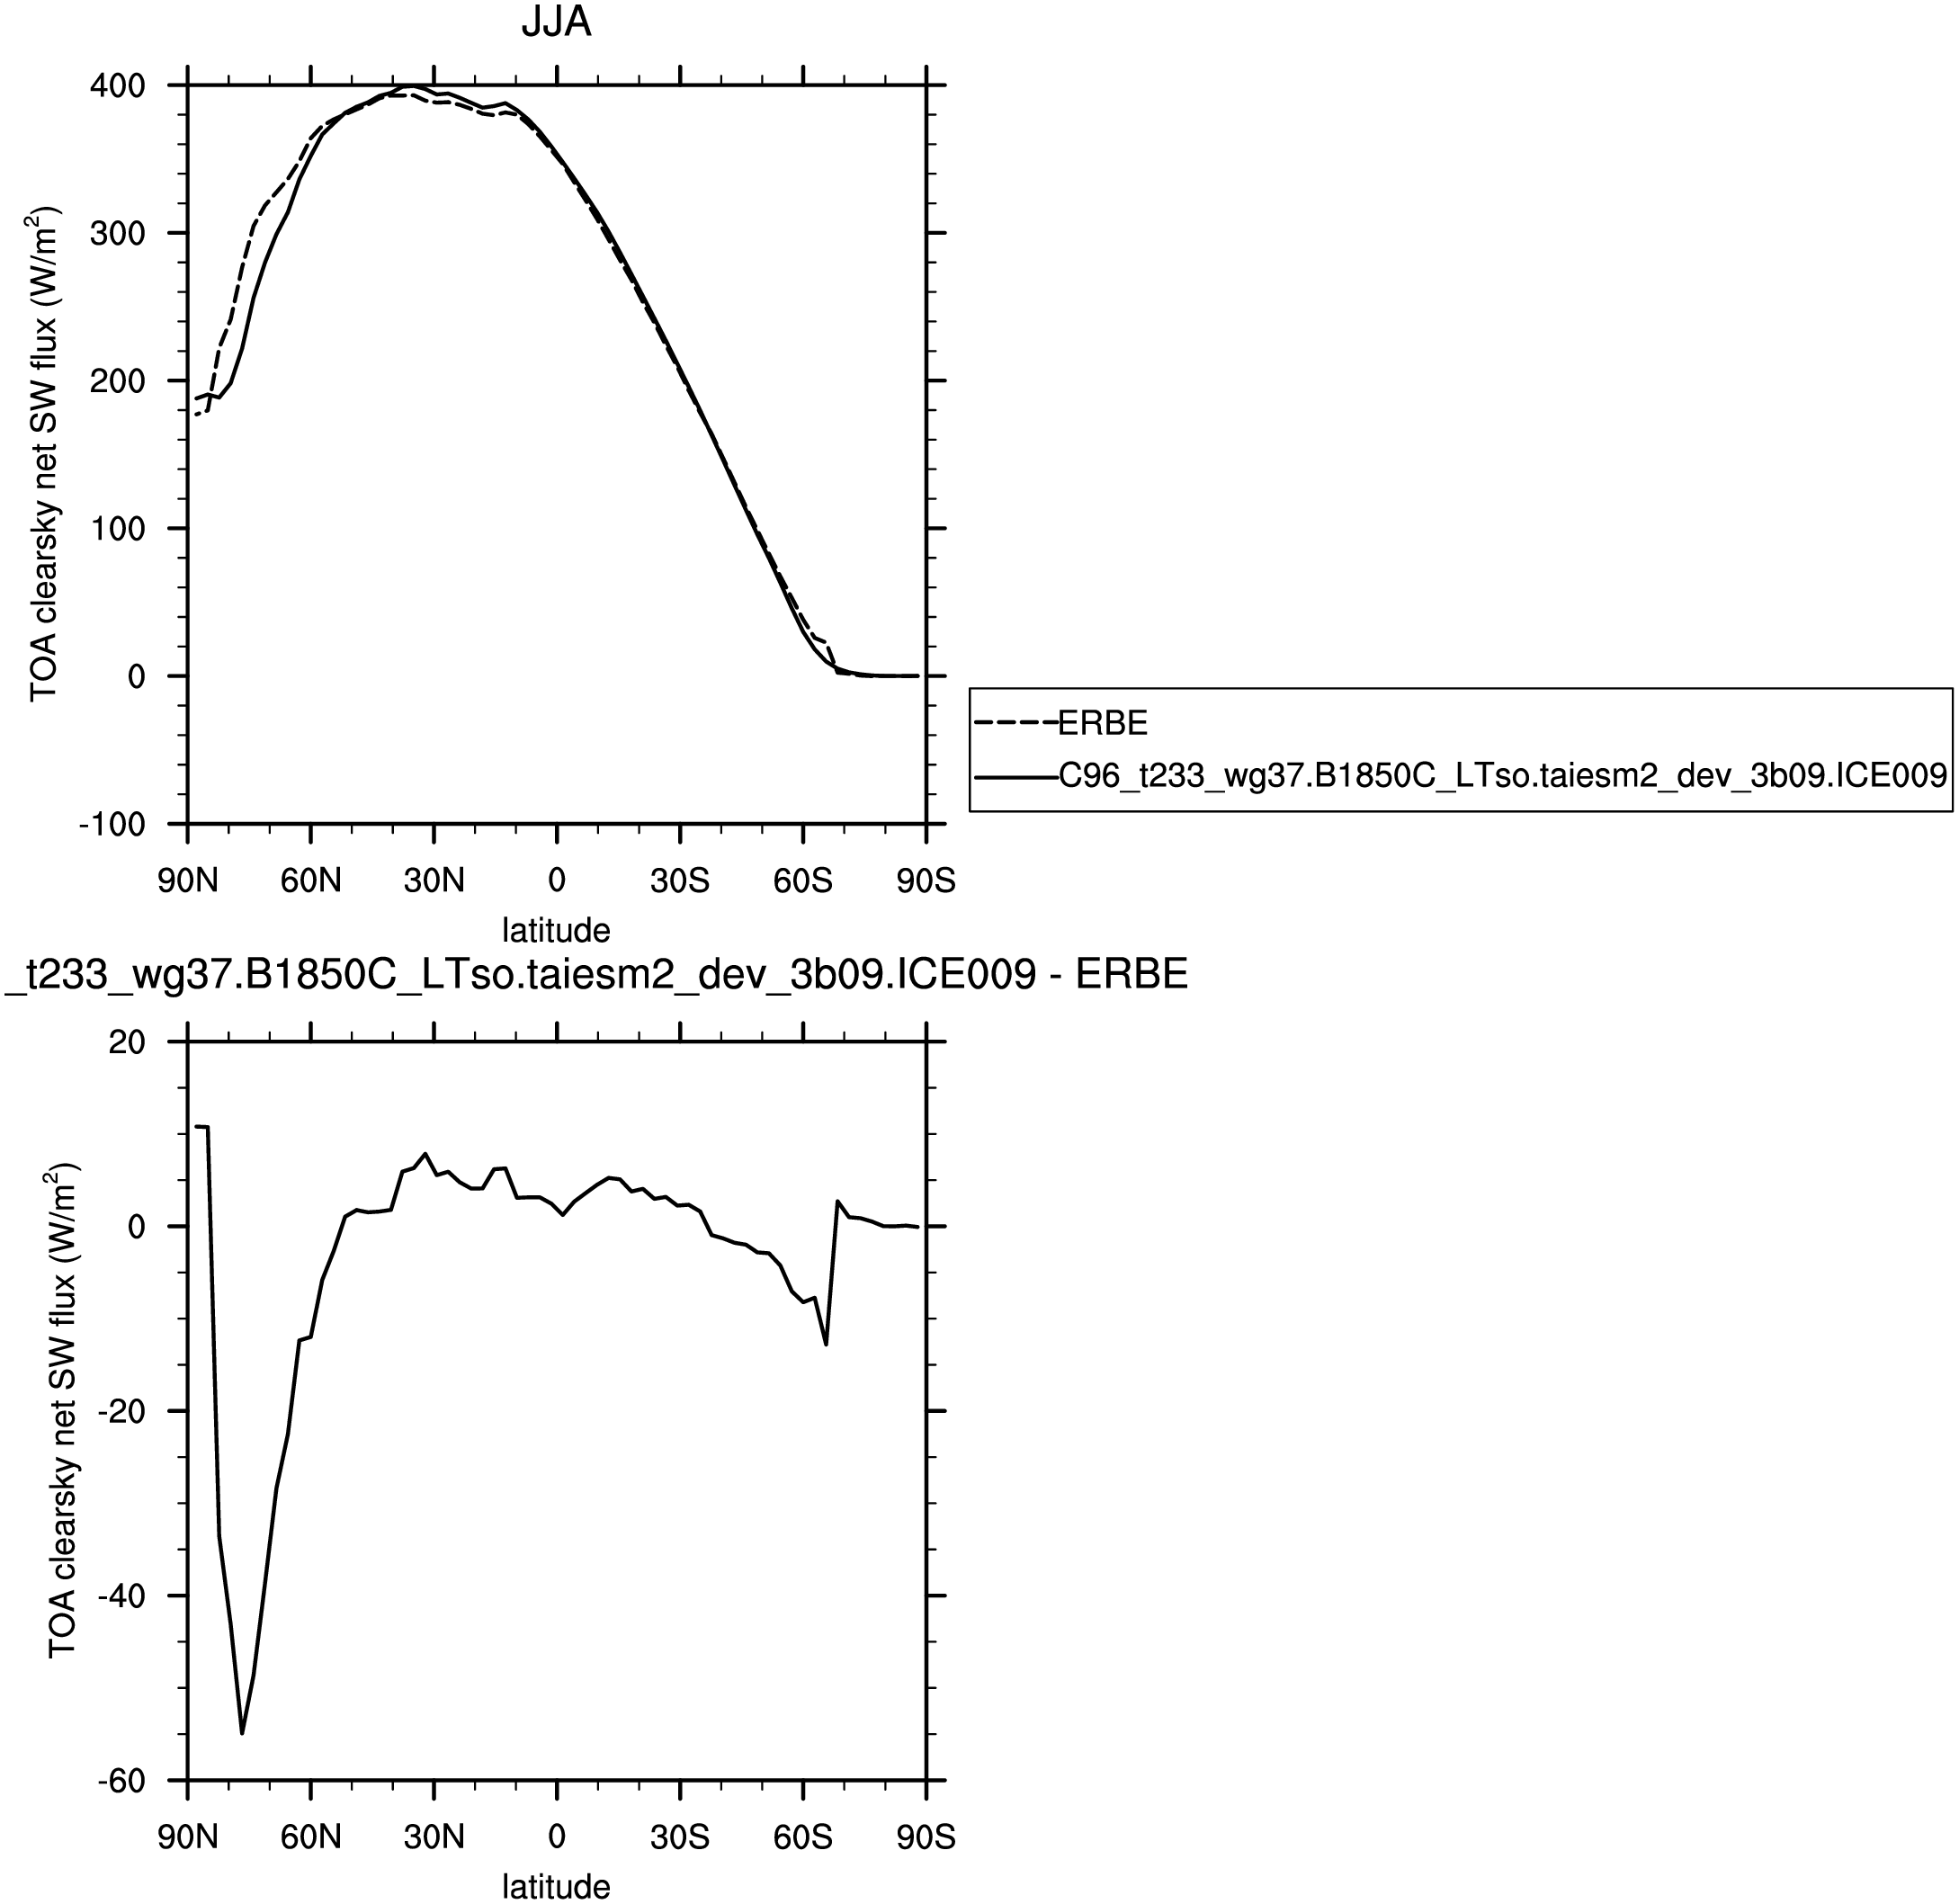 JJA
TOA clearsky net SW flux (W/m²)
400
300
200
100
0
-100
90N 60N 30N 0 30S 60S 90S
latitude
ERBE
C96_t233_wg37.B1850C_LTso.taiesm2_dev_3b09.ICE009
_t233_wg37.B1850C_LTso.taiesm2_dev_3b09.ICE009 - ERBE
TOA clearsky net SW flux (W/m²)
20
0
-20
-40
-60
90N 60N 30N 0 30S 60S 90S
latitude